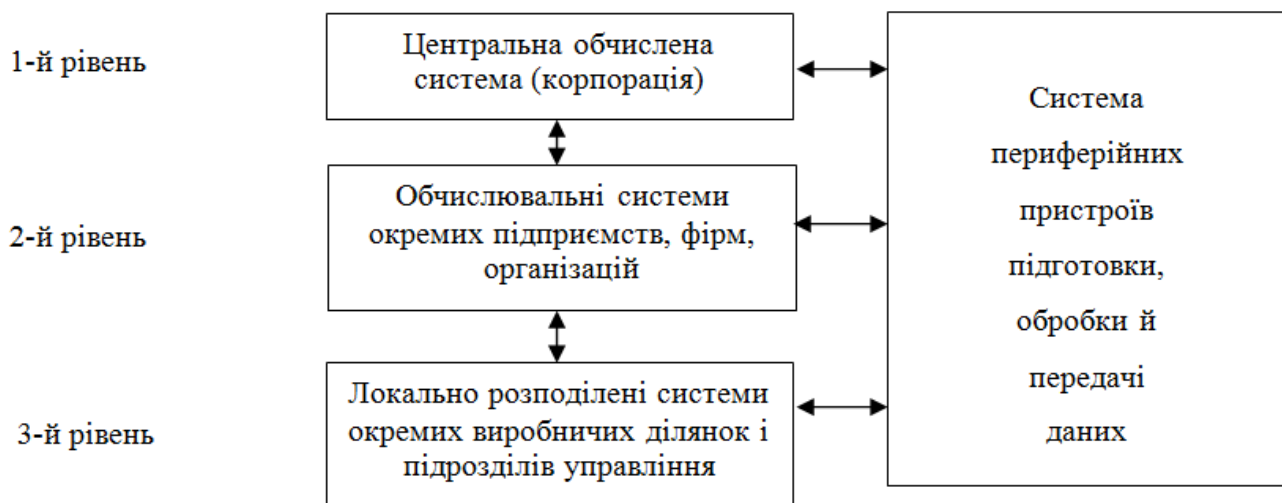 1-й рівень
Центральна обчислена
система (корпорація)
2-й рівень
Обчислювальні системи
окремих підприємств, фірм,
організацій
3-й рівень
Локально розподілені системи
окремих виробничих ділянок і
підрозділів управління
Система
периферійних
пристроїв
підготовки,
обробки й
передачі
даних